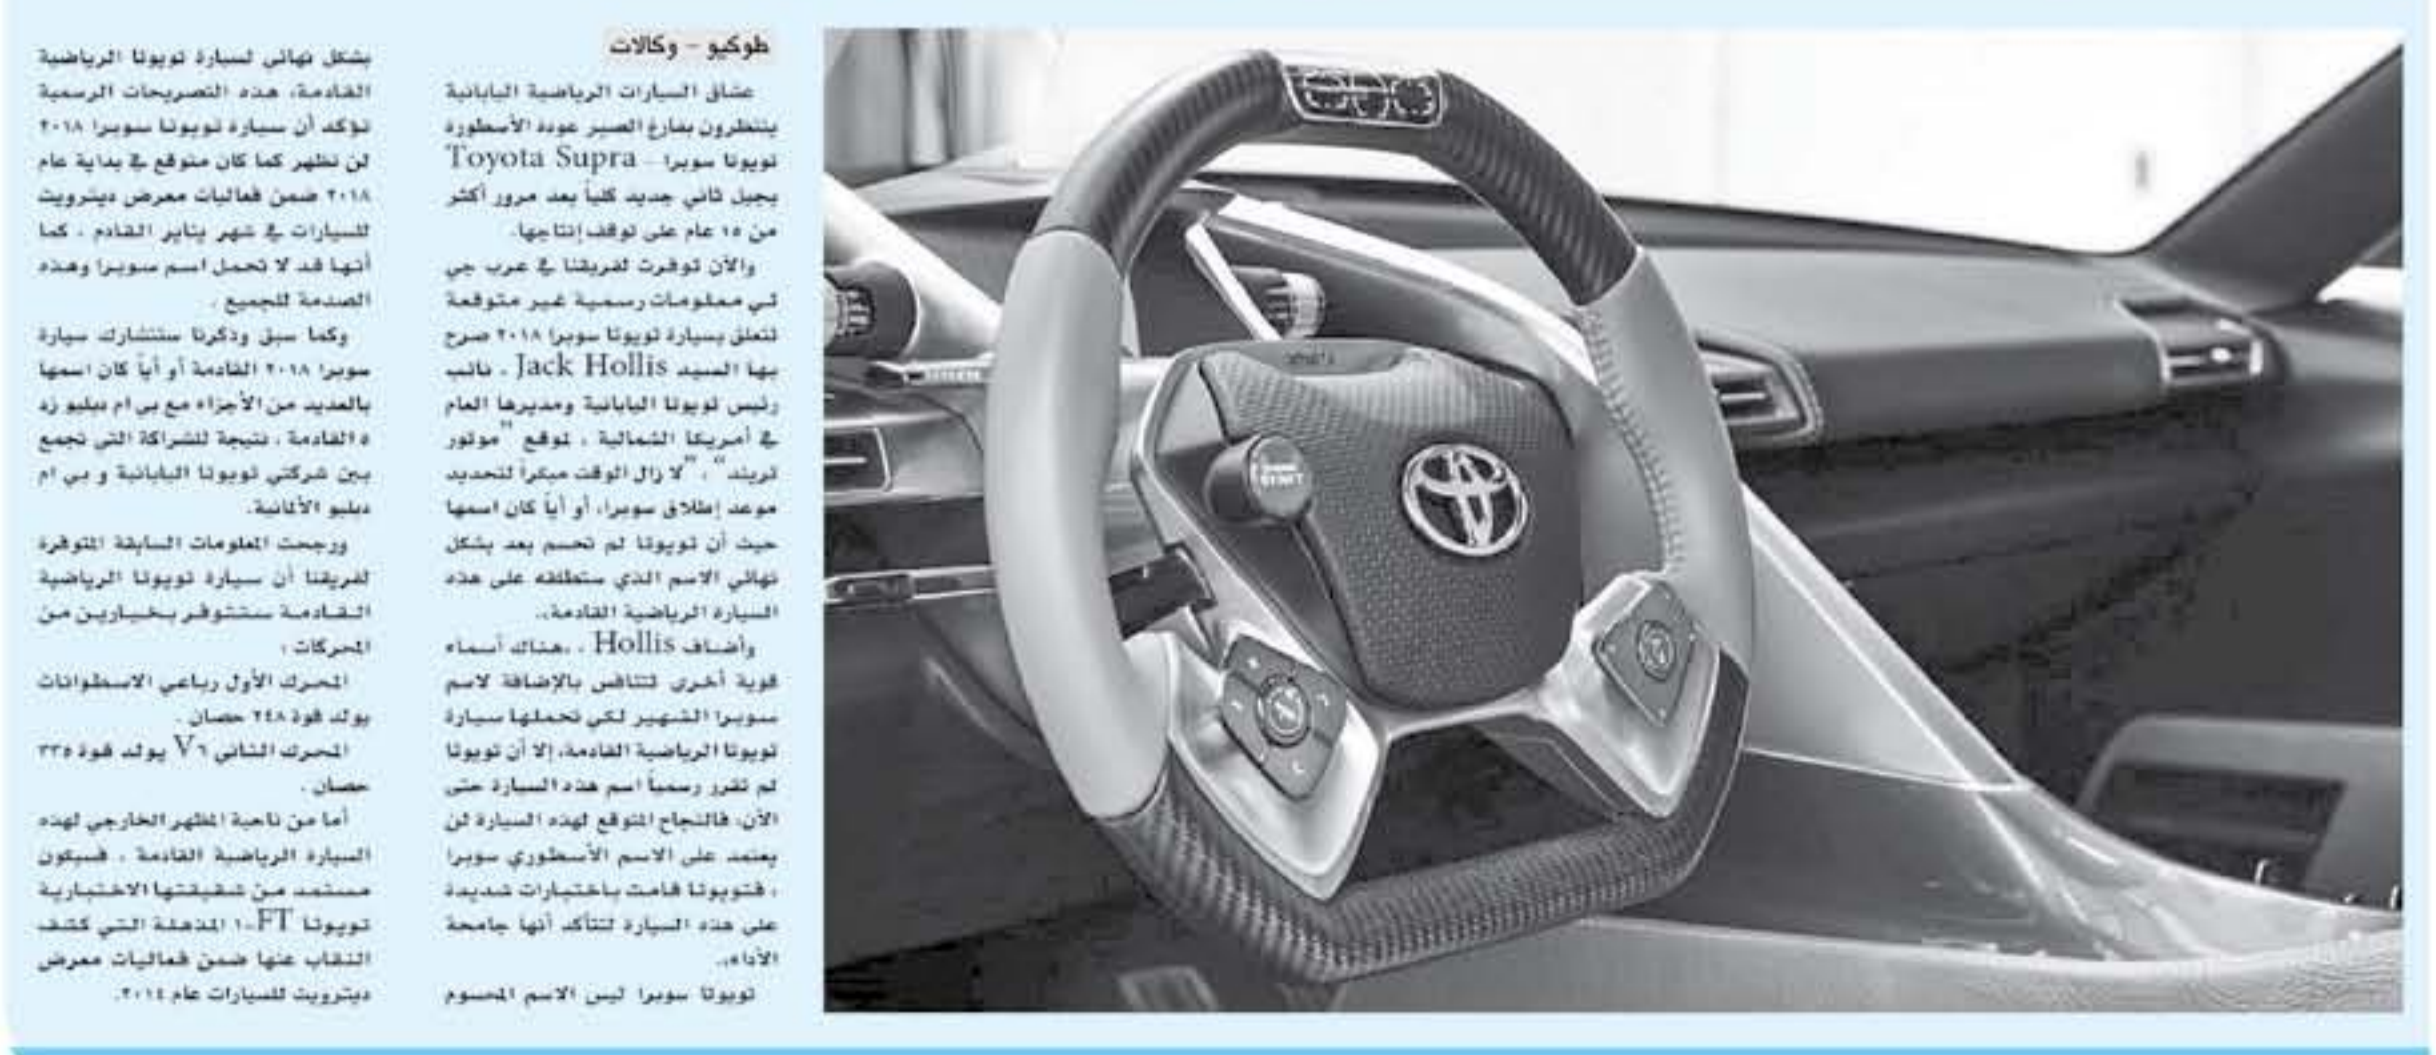 طوكيو - وكالات
عشاق السيارات الرياضية اليابانية
ينتظرون بفارغ الصبر عودة الأسطورة
تويوتا سوبرا – Toyota Supra
بجيل ثاني جديد كلياً بعد مرور أكثر
من ١٥ عام على توقف إنتاجها.
والآن توفرت لفريقنا في عرب جي
تي معلومات رسمية غير متوقعة
تتعلق بسيارة تويوتا سوبرا ٢٠١٨ صرح
بها السيد Jack Hollis ، نائب
رئيس تويوتا اليابانية ومديرها العام
في أمريكا الشمالية ، لموقع "موتور
تريند" ، "لا زال الوقت مبكراً لتحديد
موعد إطلاق سوبرا، أو أياً كان اسمها
حيث أن تويوتا لم تحسم بعد بشكل
نهائي الاسم الذي ستطلقه على هذه
السيارة الرياضية القادمة،.
وأضاف Hollis ، ،هناك أسماء
قوية أخرى تتنافس بالإضافة لاسم
سوبرا الشهير لكي تحملها سيارة
تويوتا الرياضية القادمة، إلا أن تويوتا
لم تقرر رسمياً اسم هذه السيارة حتى
الآن، فالنجاح المتوقع لهذه السيارة لن
يعتمد على الاسم الأسطوري سوبرا
، فتويوتا قامت باختبارات شديدة
على هذه السيارة لتتأكد أنها جامحة
الأداء،.
تويوتا سوبرا ليس الاسم المحسوم
بشكل نهائي لسيارة تويوتا الرياضية
القادمة، هذه التصريحات الرسمية
تؤكد أن سيارة تويوتا سوبرا ٢٠١٨
لن تظهر كما كان متوقع في بداية عام
٢٠١٨ ضمن فعاليات معرض ديترويت
للسيارات في شهر يناير القادم ، كما
أنها قد لا تحمل اسم سوبرا وهذه
الصدمة للجميع .
وكما سبق وذكرنا ستتشارك سيارة
سوبرا ٢٠١٨ القادمة أو أياً كان اسمها
بالعديد من الأجزاء مع بي ام دبليو زد
٥ القادمة ، نتيجة للشراكة التي تجمع
بين شركتي تويوتا اليابانية و بي ام
دبليو الألمانية.
ورجحت المعلومات السابقة المتوفرة
لفريقنا أن سيارة تويوتا الرياضية
القادمة ستتوفر بخيارين من
المحركات :
المحرك الأول رباعي الاسطوانات
يولد قوة ٢٤٨ حصان .
المحرك الثاني V٦ يولد قوة ٣٣٥
حصان .
أما من ناحية المظهر الخارجي لهذه
السيارة الرياضية القادمة ، فسيكون
مستمد من شقيقتها الاختبارية
تويوتا FT-١ المذهلة التي كشف
النقاب عنها ضمن فعاليات معرض
ديترويت للسيارات عام ٢٠١٤.
START